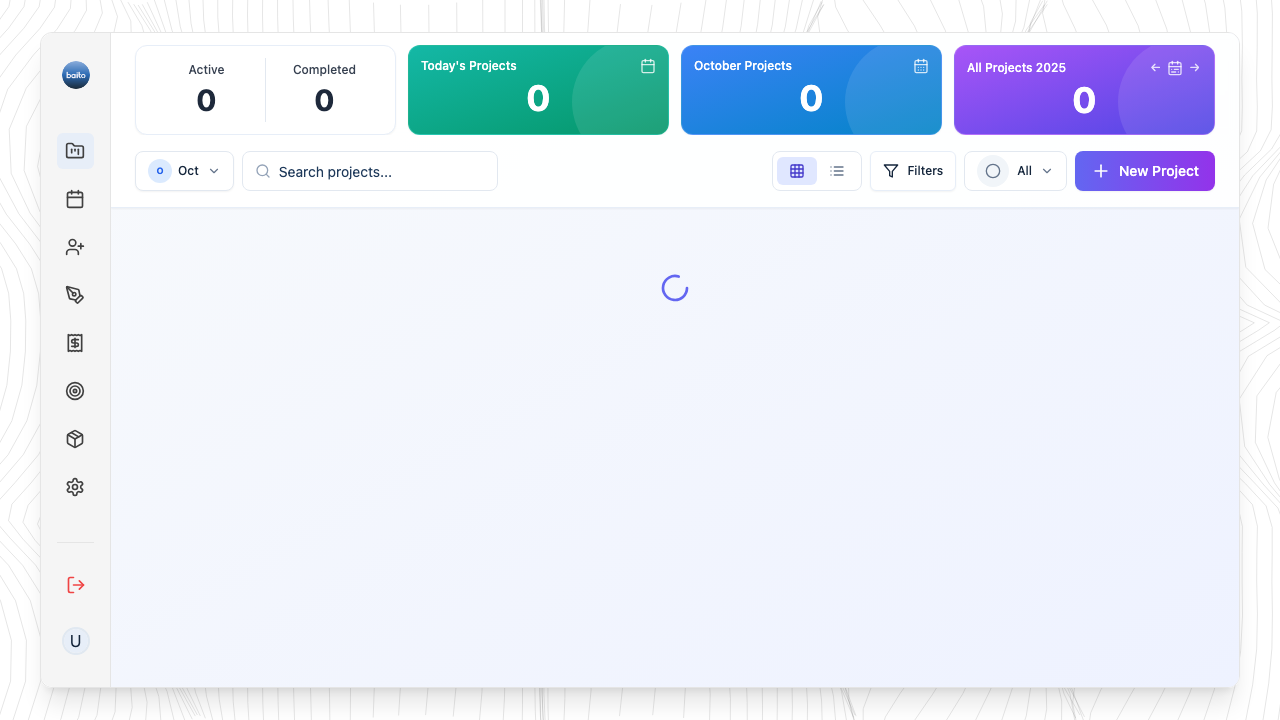 baito
Active
0
Completed
0
Today's Projects
0
October Projects
0
All Projects 2025
0
O
Oct
Search projects...
Filters
All
New Project
U